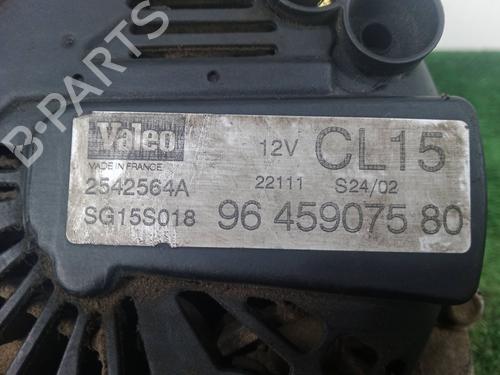 Valeo
MADE IN FRANCE
12V CL15
2542564A 22111 S24/02
SG15S018 96 459075 80
B-PARTS